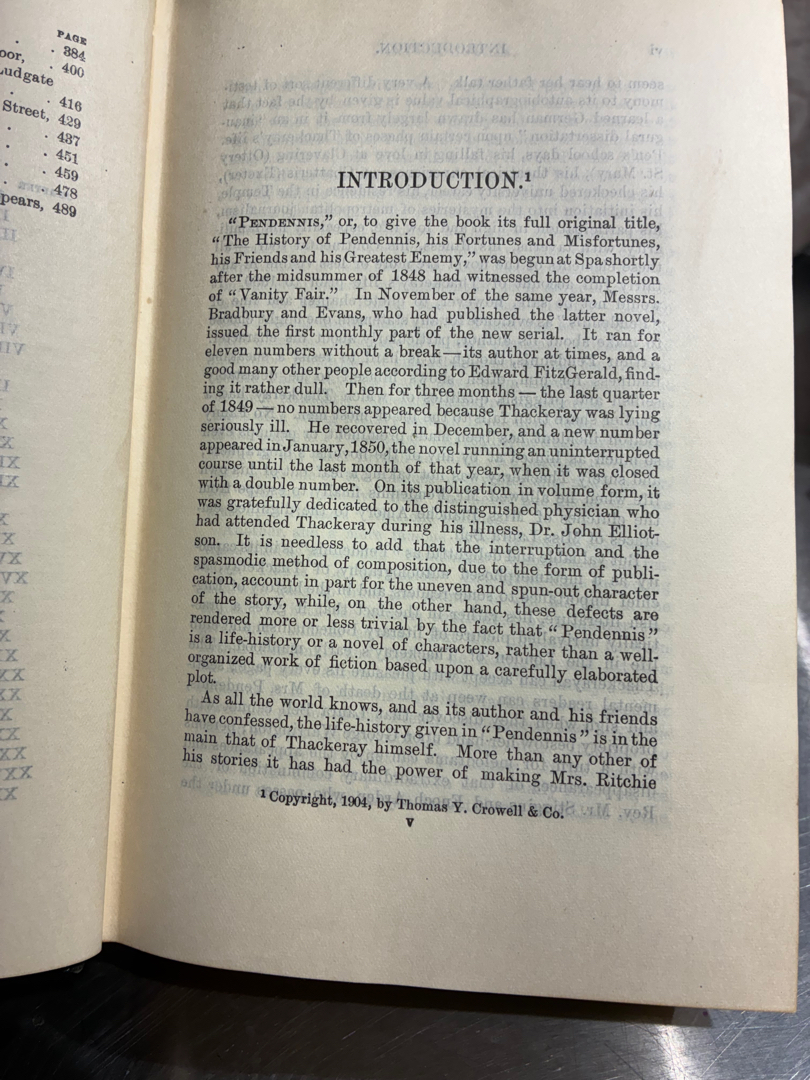 PAGE
. · 384
oor, · 400
udgate
. · 416
Street, 429
. · 437
. · 451
. · 459
. · 478
pears, 489
INTRODUCTION.¹
“PENDENNIS,” or, to give the book its full original title,
“The History of Pendennis, his Fortunes and Misfortunes,
his Friends and his Greatest Enemy,” was begun at Spa shortly
after the midsummer of 1848 had witnessed the completion
of “Vanity Fair.” In November of the same year, Messrs.
Bradbury and Evans, who had published the latter novel,
issued the first monthly part of the new serial. It ran for
eleven numbers without a break—its author at times, and a
good many other people according to Edward FitzGerald, find-
ing it rather dull. Then for three months — the last quarter
of 1849 — no numbers appeared because Thackeray was lying
seriously ill. He recovered in December, and a new number
appeared in January, 1850, the novel running an uninterrupted
course until the last month of that year, when it was closed
with a double number. On its publication in volume form, it
was gratefully dedicated to the distinguished physician who
had attended Thackeray during his illness, Dr. John Elliot-
son. It is needless to add that the interruption and the
spasmodic method of composition, due to the form of publi-
cation, account in part for the uneven and spun-out character
of the story, while, on the other hand, these defects are
rendered more or less trivial by the fact that “Pendennis”
is a life-history or a novel of characters, rather than a well-
organized work of fiction based upon a carefully elaborated
plot.
As all the world knows, and as its author and his friends
have confessed, the life-history given in “Pendennis” is in the
main that of Thackeray himself. More than any other of
his stories it has had the power of making Mrs. Ritchie
¹ Copyright, 1904, by Thomas Y. Crowell & Co.
V